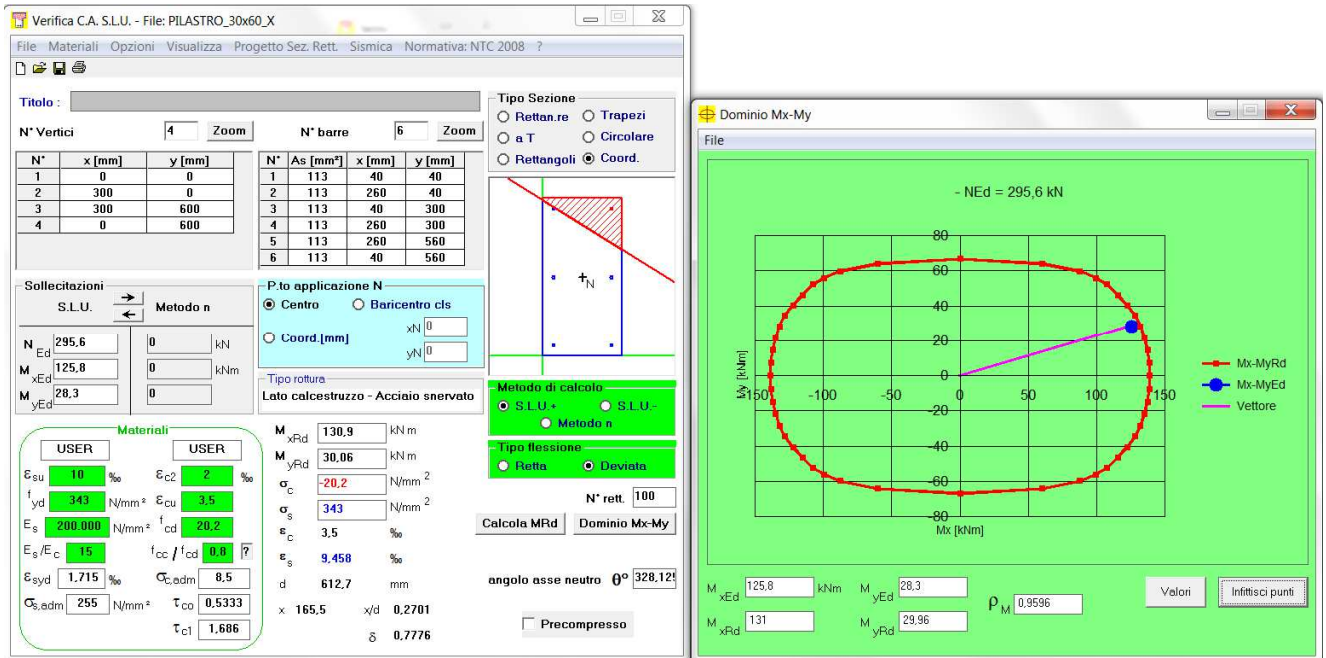 Verifica C.A. S.L.U. - File: PILASTRO_30x60_X
File Materiali Opzioni Visualizza Progetto Sez. Rett. Sismica Normativa: NTC 2008 ?
Titolo :
N° Vertici 4 Zoom N° barre 6 Zoom
N° x [mm] y [mm]
1 0 0
2 300 0
3 300 600
4 0 600
N° As [mm²] x [mm] y [mm]
1 113 40 40
2 113 260 40
3 113 40 300
4 113 260 300
5 113 260 560
6 113 40 560
Tipo Sezione
Rettan.re Trapezi
a T Circolare
Rettangoli Coord.
N
Sollecitazioni
S.L.U. Metodo n
N Ed 295,6 0 kN
M xEd 125,8 0 kNm
M yEd 28,3 0
P.to applicazione N
Centro Baricentro cls
Coord.[mm] xN 0
yN 0
Tipo rottura
Lato calcestruzzo - Acciaio snervato
Metodo di calcolo
S.L.U.+ S.L.U.-
Metodo n
Tipo flessione
Retta Deviata
N° rett. 100
Calcola MRd Dominio Mx-My
angolo asse neutro θ° 328,12
Precompresso
Materiali
USER USER
εsu 10 ‰ εc2 2 ‰
fyd 343 N/mm² εcu 3,5
Es 200.000 N/mm² fcd 20,2
Es/Ec 15 fcc / fcd 0,8 ?
εsyd 1,715 ‰ σc,adm 8,5
σs,adm 255 N/mm² τco 0,5333
τc1 1,686
M xRd 130,9 kN m
M yRd 30,06 kN m
σc -20,2 N/mm²
σs 343 N/mm²
εc 3,5 ‰
εs 9,458 ‰
d 612,7 mm
x 165,5 x/d 0,2701
δ 0,7776
Dominio Mx-My
File
- NEd = 295,6 kN
80
60
40
20
0
-20
-40
-60
-80
-150 -100 -50 0 50 100 150
My [kNm]
Mx [kNm]
Mx-MyRd
Mx-MyEd
Vettore
M xEd 125,8 kNm M yEd 28,3
M xRd 131 M yRd 29,96
ρM 0,9596
Valori Infittisci punti